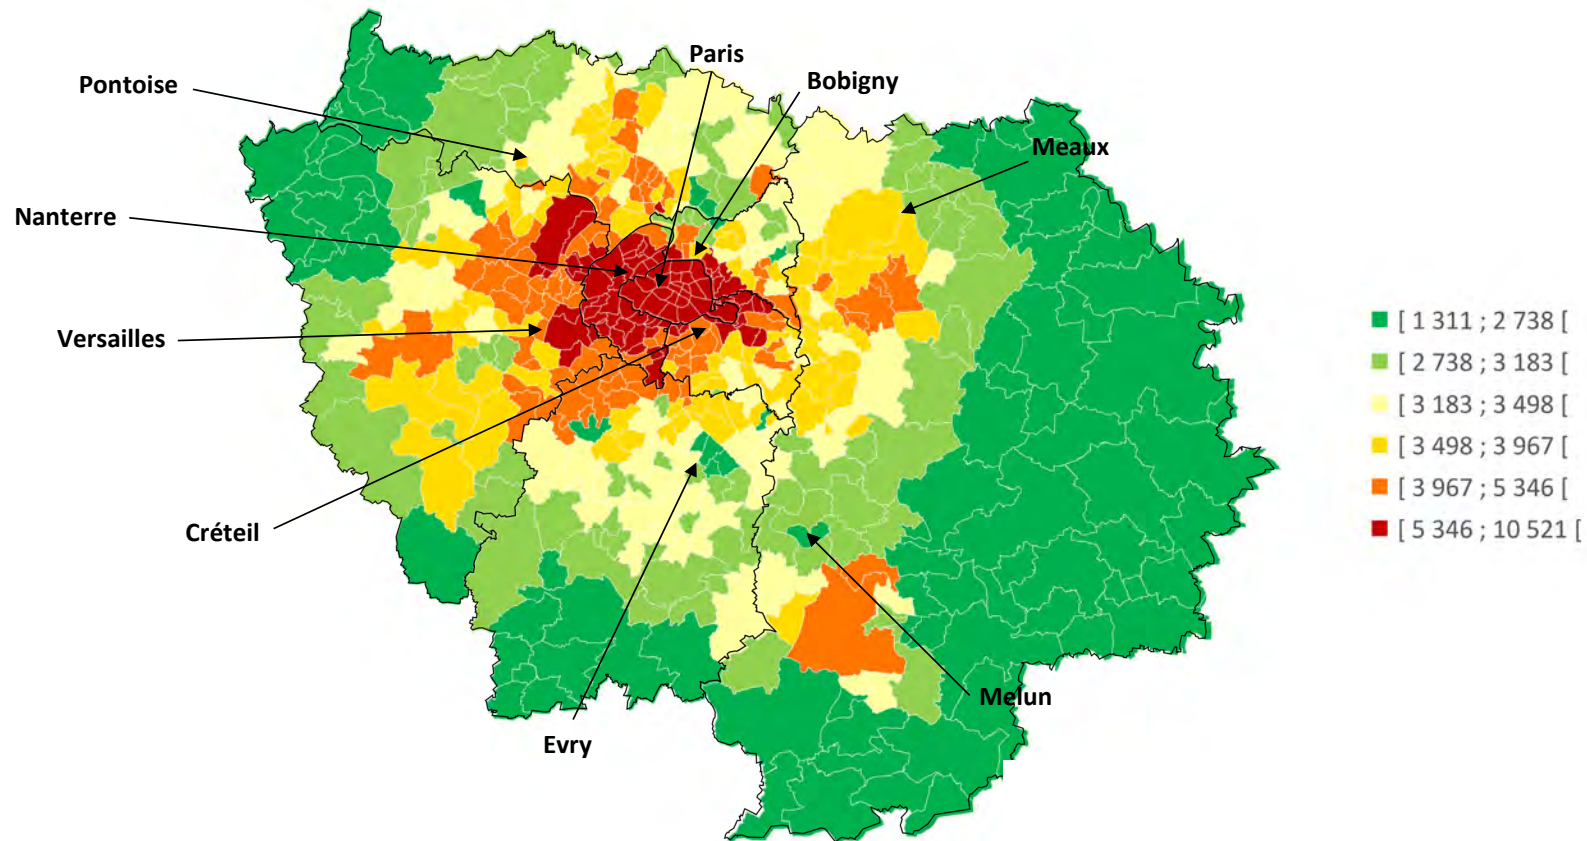 Paris
Bobigny
Pontoise
Meaux
Nanterre
Versailles
Créteil
Melun
Evry
[ 1 311 ; 2 738 [
[ 2 738 ; 3 183 [
[ 3 183 ; 3 498 [
[ 3 498 ; 3 967 [
[ 3 967 ; 5 346 [
[ 5 346 ; 10 521 [